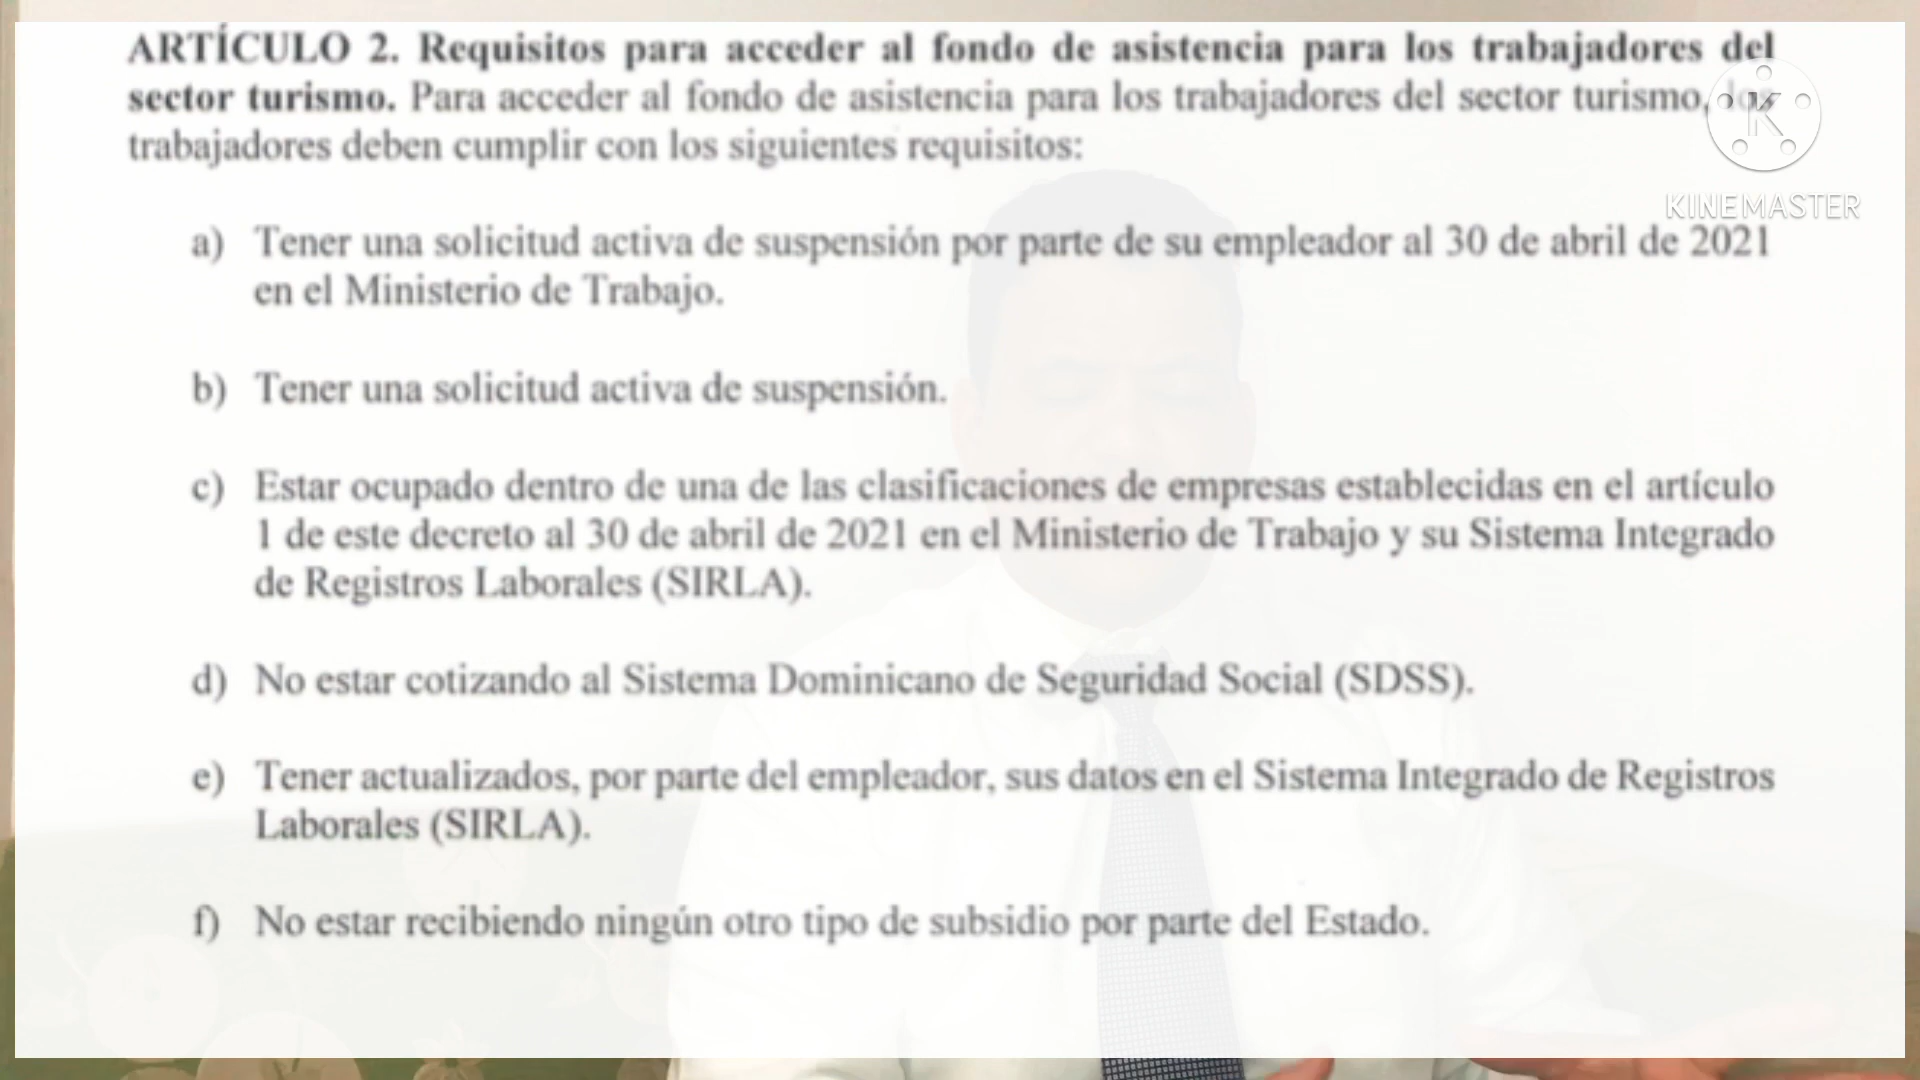 ARTÍCULO 2. Requisitos para acceder al fondo de asistencia para los trabajadores del
sector turismo. Para acceder al fondo de asistencia para los trabajadores del sector turismo, los
trabajadores deben cumplir con los siguientes requisitos:
K
KINEMASTER
a) Tener una solicitud activa de suspensión por parte de su empleador al 30 de abril de 2021
en el Ministerio de Trabajo.
b) Tener una solicitud activa de suspensión.
c) Estar ocupado dentro de una de las clasificaciones de empresas establecidas en el artículo
1 de este decreto al 30 de abril de 2021 en el Ministerio de Trabajo y su Sistema Integrado
de Registros Laborales (SIRLA).
d) No estar cotizando al Sistema Dominicano de Seguridad Social (SDSS).
e) Tener actualizados, por parte del empleador, sus datos en el Sistema Integrado de Registros
Laborales (SIRLA).
f) No estar recibiendo ningún otro tipo de subsidio por parte del Estado.